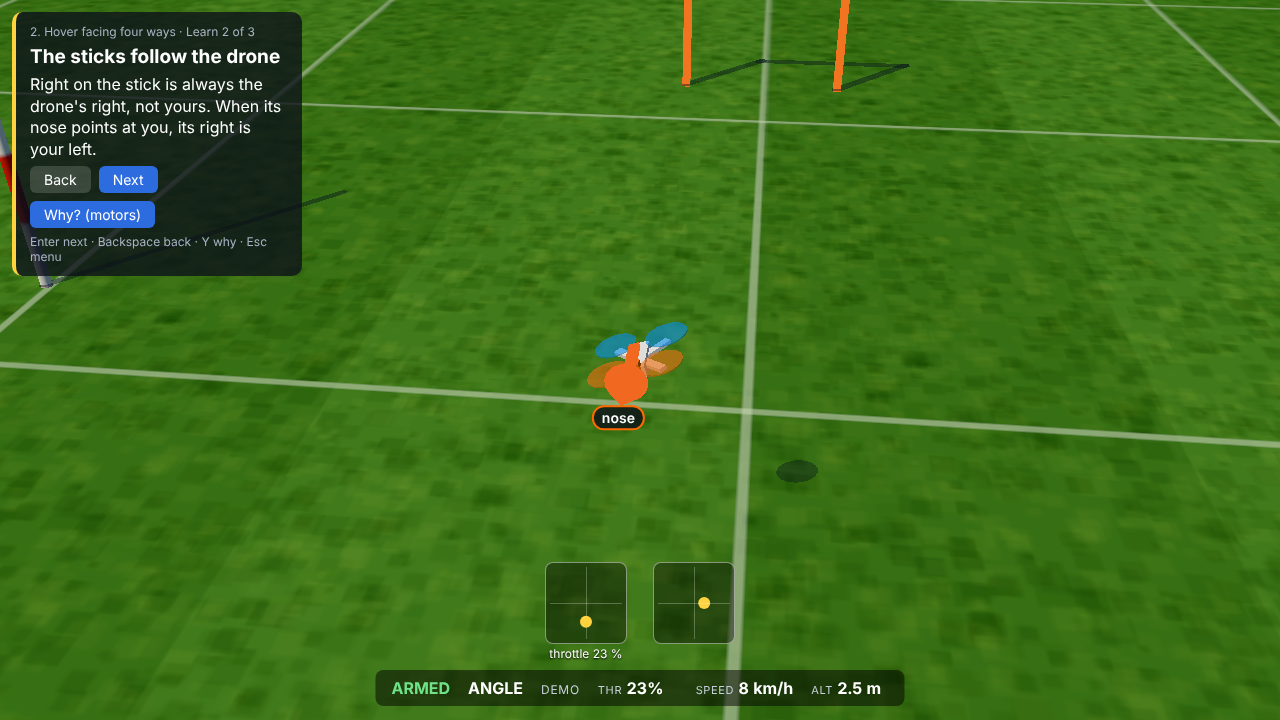 2. Hover facing four ways · Learn 2 of 3
The sticks follow the drone
Right on the stick is always the
drone's right, not yours. When its
nose points at you, its right is
your left.
Back Next
Why? (motors)
Enter next · Backspace back · Y why · Esc
menu
nose
throttle 23 %
ARMED ANGLE DEMO THR 23% SPEED 8 km/h ALT 2.5 m